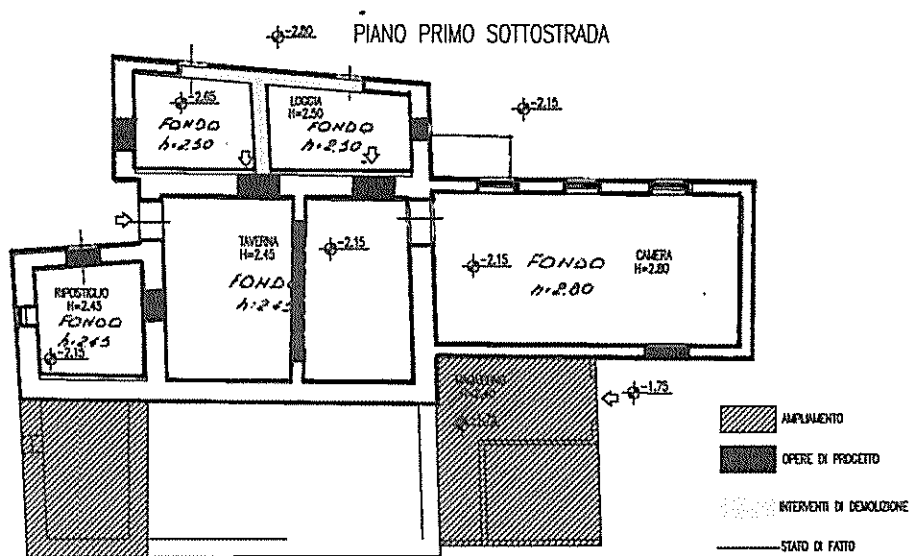 PIANO PRIMO SOTTOSTRADA
-2.80
-2.65
FONDO
h=2.50
LOGGIA
H=2.50
FONDO
h=2.50
-2.15
TAVERNA
H=2.45
FONDO
h=2.45
-2.15
-2.15
FONDO
h=2.80
CAMERA
H=2.80
RIPOSTIGLIO
H=2.45
FONDO
h=2.45
-2.15
-1.75
AMPLIAMENTO
OPERE DI PROGETTO
INTERVENTI DI DEMOLIZIONE
STATO DI FATTO